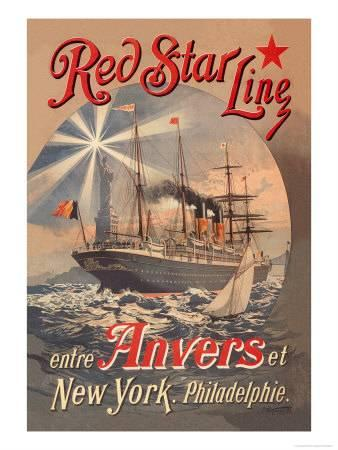 Red Star
Line
entre Anvers et
New York. Philadelphie.